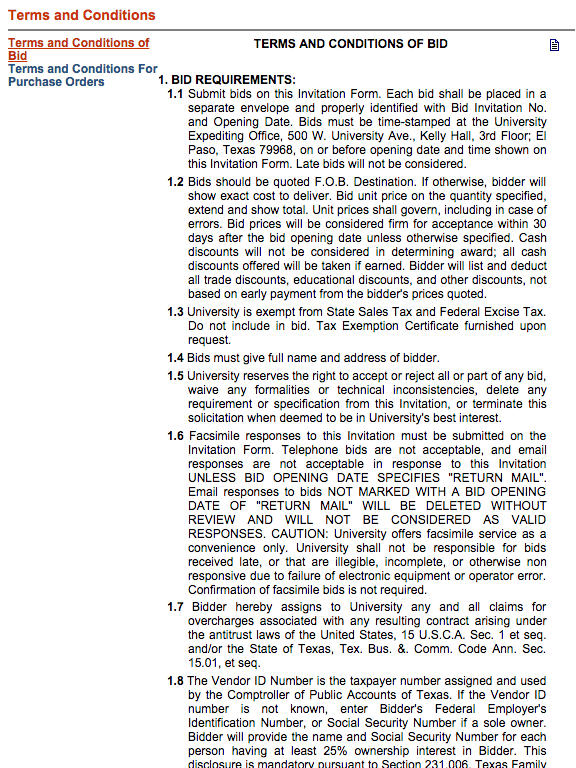 Terms and Conditions
Terms and Conditions of
Bid
Terms and Conditions For
Purchase Orders
TERMS AND CONDITIONS OF BID
1. BID REQUIREMENTS:
1.1 Submit bids on this Invitation Form. Each bid shall be placed in a
separate envelope and properly identified with Bid Invitation No.
and Opening Date. Bids must be time-stamped at the University
Expediting Office, 500 W. University Ave., Kelly Hall, 3rd Floor; El
Paso, Texas 79968, on or before opening date and time shown on
this Invitation Form. Late bids will not be considered.
1.2 Bids should be quoted F.O.B. Destination. If otherwise, bidder will
show exact cost to deliver. Bid unit price on the quantity specified,
extend and show total. Unit prices shall govern, including in case of
errors. Bid prices will be considered firm for acceptance within 30
days after the bid opening date unless otherwise specified. Cash
discounts will not be considered in determining award; all cash
discounts offered will be taken if earned. Bidder will list and deduct
all trade discounts, educational discounts, and other discounts, not
based on early payment from the bidder's prices quoted.
1.3 University is exempt from State Sales Tax and Federal Excise Tax.
Do not include in bid. Tax Exemption Certificate furnished upon
request.
1.4 Bids must give full name and address of bidder.
1.5 University reserves the right to accept or reject all or part of any bid,
waive any formalities or technical inconsistencies, delete any
requirement or specification from this Invitation, or terminate this
solicitation when deemed to be in University's best interest.
1.6 Facsimile responses to this Invitation must be submitted on the
Invitation Form. Telephone bids are not acceptable, and email
responses are not acceptable in response to this Invitation
UNLESS BID OPENING DATE SPECIFIES "RETURN MAIL".
Email responses to bids NOT MARKED WITH A BID OPENING
DATE OF "RETURN MAIL" WILL BE DELETED WITHOUT
REVIEW AND WILL NOT BE CONSIDERED AS VALID
RESPONSES. CAUTION: University offers facsimile service as a
convenience only. University shall not be responsible for bids
received late, or that are illegible, incomplete, or otherwise non
responsive due to failure of electronic equipment or operator error.
Confirmation of facsimile bids is not required.
1.7 Bidder hereby assigns to University any and all claims for
overcharges associated with any resulting contract arising under
the antitrust laws of the United States, 15 U.S.C.A. Sec. 1 et seq.
and/or the State of Texas, Tex. Bus. &. Comm. Code Ann. Sec.
15.01, et seq.
1.8 The Vendor ID Number is the taxpayer number assigned and used
by the Comptroller of Public Accounts of Texas. If the Vendor ID
number is not known, enter Bidder's Federal Employer's
Identification Number, or Social Security Number if a sole owner.
Bidder will provide the name and Social Security Number for each
person having at least 25% ownership interest in Bidder. This
disclosure is mandatory pursuant to Section 231.006, Texas Family